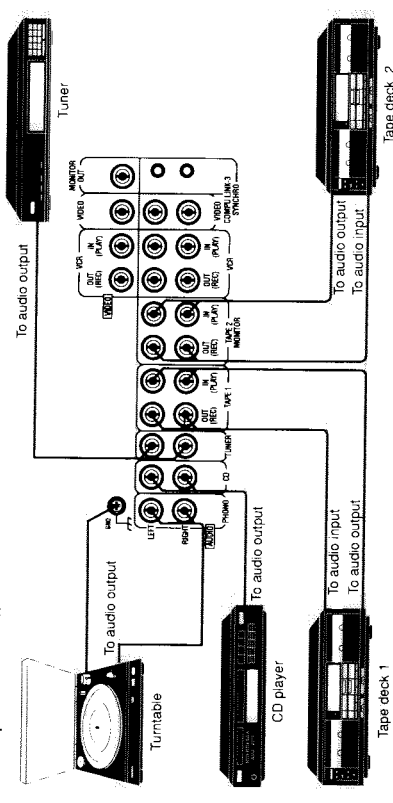 Tuner
To audio output
Tape deck 2
To audio output
To audio input
MONITOR
OUT
VIDEO
VCR
OUT
(REC)
IN
(PLAY)
VIDEO
COMPU LINK-3
SYNCHRO
VIDEO
VCR
OUT
(REC)
IN
(PLAY)
TAPE 2
MONITOR
OUT
(REC)
IN
(PLAY)
TAPE 1
OUT
(REC)
IN
(PLAY)
TUNER
CD
PHONO
GND
LEFT
RIGHT
AUDIO
To audio output
Turntable
To audio output
CD player
To audio input
To audio output
Tape deck 1